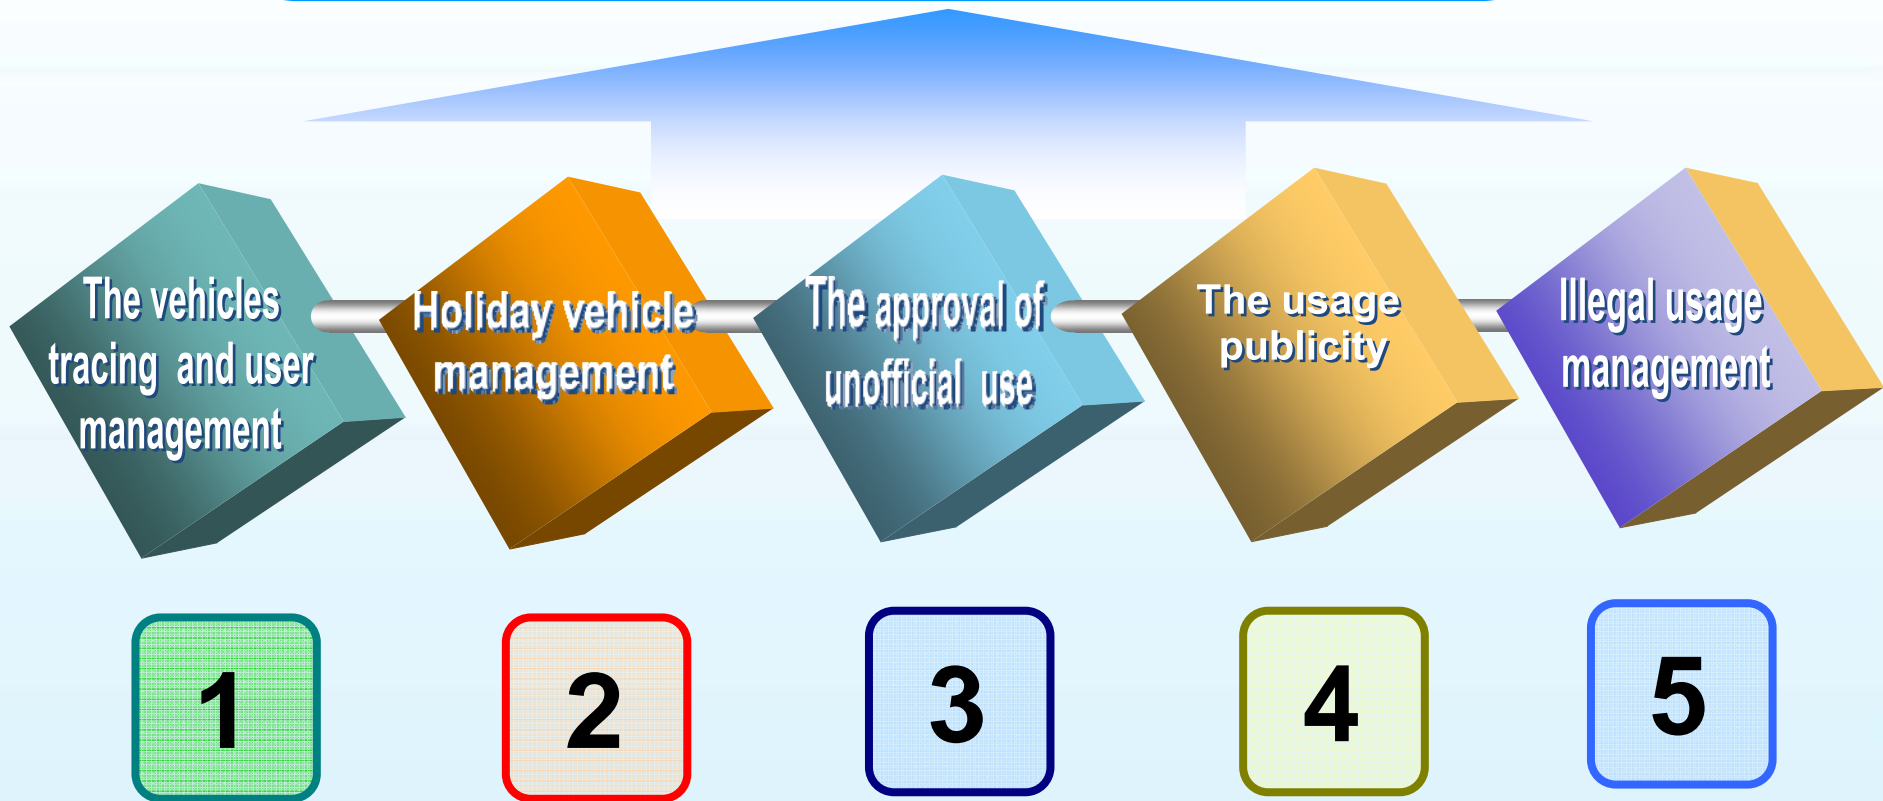 The vehicles
tracing and user
management
Holiday vehicle
management
The approval of
unofficial use
The usage
publicity
Illegal usage
management
1
2
3
4
5